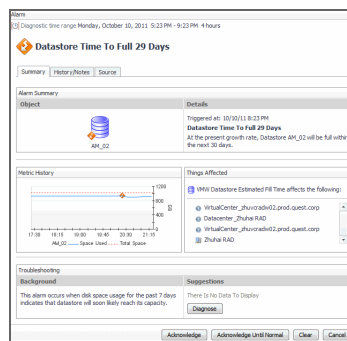 Alarm
Diagnostic time range Monday, October 10, 2011 5:23 PM - 9:23 PM 4 hours
Datastore Time To Full 29 Days
Summary History/Notes Source
Alarm Summary
Object
Details
AM_02
Triggered at: 10/10/11 8:23 PM
Datastore Time To Full 29 Days
At the present growth rate, Datastore AM_02 will be full within
the next 30 days.
Metric History
1200
800
400
0
GB
17:38 18:15 19:00 19:45 20:30 21:15
AM_02 Space Used Total Space
Things Affected
VMW Datastore Estimated Fill Time affects the following:
VirtualCenter_zhuvcradw02.prod.quest.corp
Datacenter_Zhuhai RAD
VirtualCenter_zhuvcradw02.prod.quest.corp
Zhuhai RAD
Troubleshooting
Background
This alarm occurs when disk space usage for the past 7 days
indicates that datastore will soon likely reach its capacity.
Suggestions
There Is No Data To Display
Diagnose
Acknowledge Acknowledge Until Normal Clear Cancel